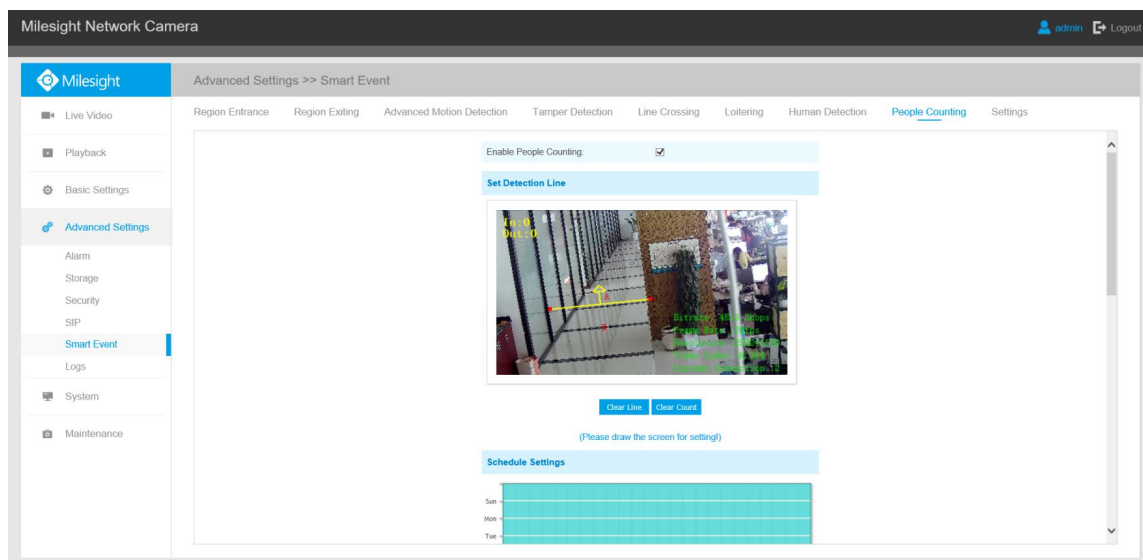 Milesight Network Camera
admin Logout
Milesight
Advanced Settings >> Smart Event
Live Video
Playback
Basic Settings
Advanced Settings
Alarm
Storage
Security
SIP
Smart Event
Logs
System
Maintenance
Region Entrance Region Exiting Advanced Motion Detection Tamper Detection Line Crossing Loitering Human Detection People Counting Settings
Enable People Counting:
Set Detection Line
In:0
Out:0
A
B
Bitrate
Frame Rate
Clear Line Clear Count
(Please draw the screen for setting!)
Schedule Settings
Sun
Mon
Tue